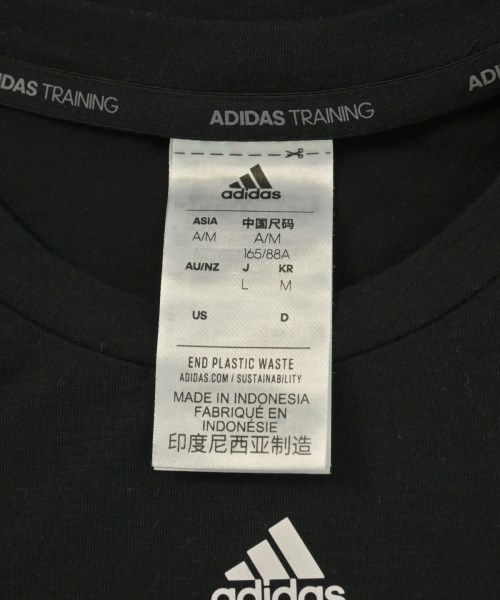 ADIDAS TRAINING
ADIDAS TRAINING
ADIDAS
adidas
ASIA 中国尺码
A/M A/M
165/88A
AU/NZ J KR
L M
US D
END PLASTIC WASTE
ADIDAS.COM / SUSTAINABILITY
MADE IN INDONESIA
FABRIQUÉ EN
INDONÉSIE
印度尼西亚制造
adidas